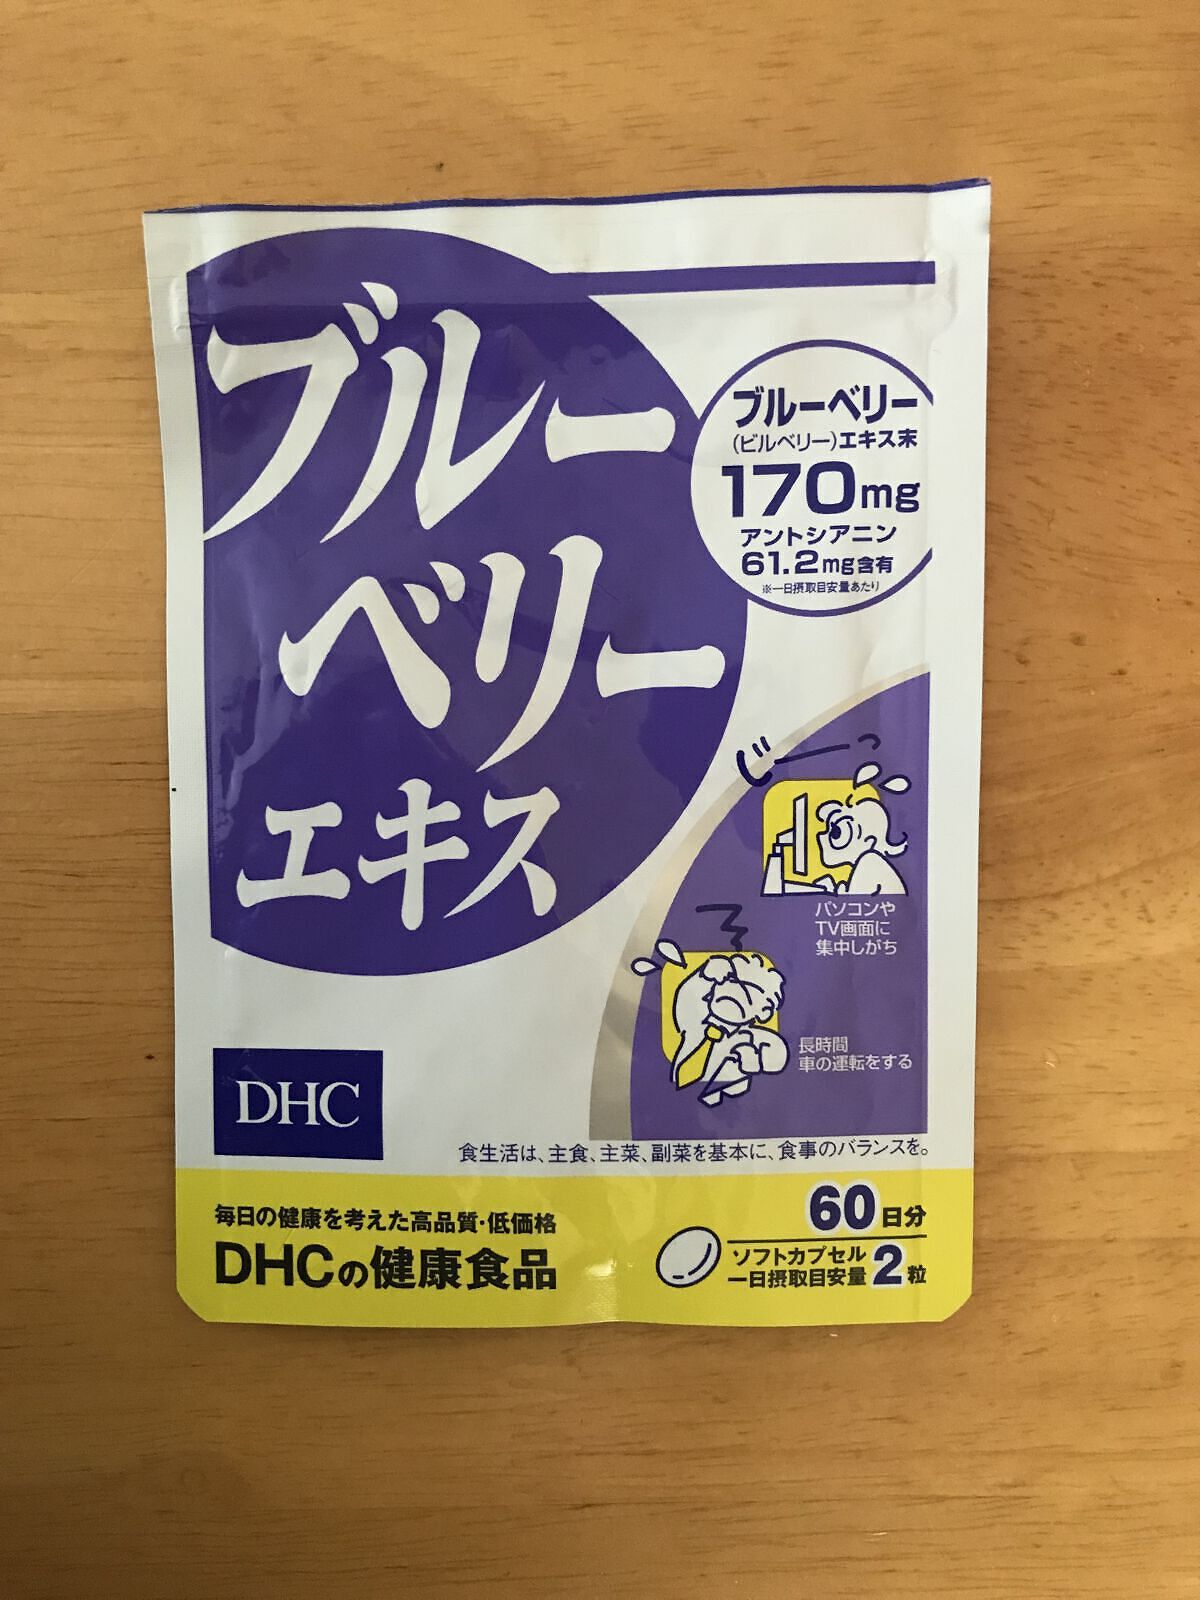 ブルー
ベリー
エキス
ブルーベリー
(ビルベリー)エキス末
170mg
アントシアニン
61.2mg含有
※一日摂取目安量あたり
じーっ
パソコンや
TV画面に
集中しがち
長時間
車の運転をする
DHC
食生活は、主食、主菜、副菜を基本に、食事のバランスを。
毎日の健康を考えた高品質・低価格
DHCの健康食品
60日分
ソフトカプセル
一日摂取目安量2粒